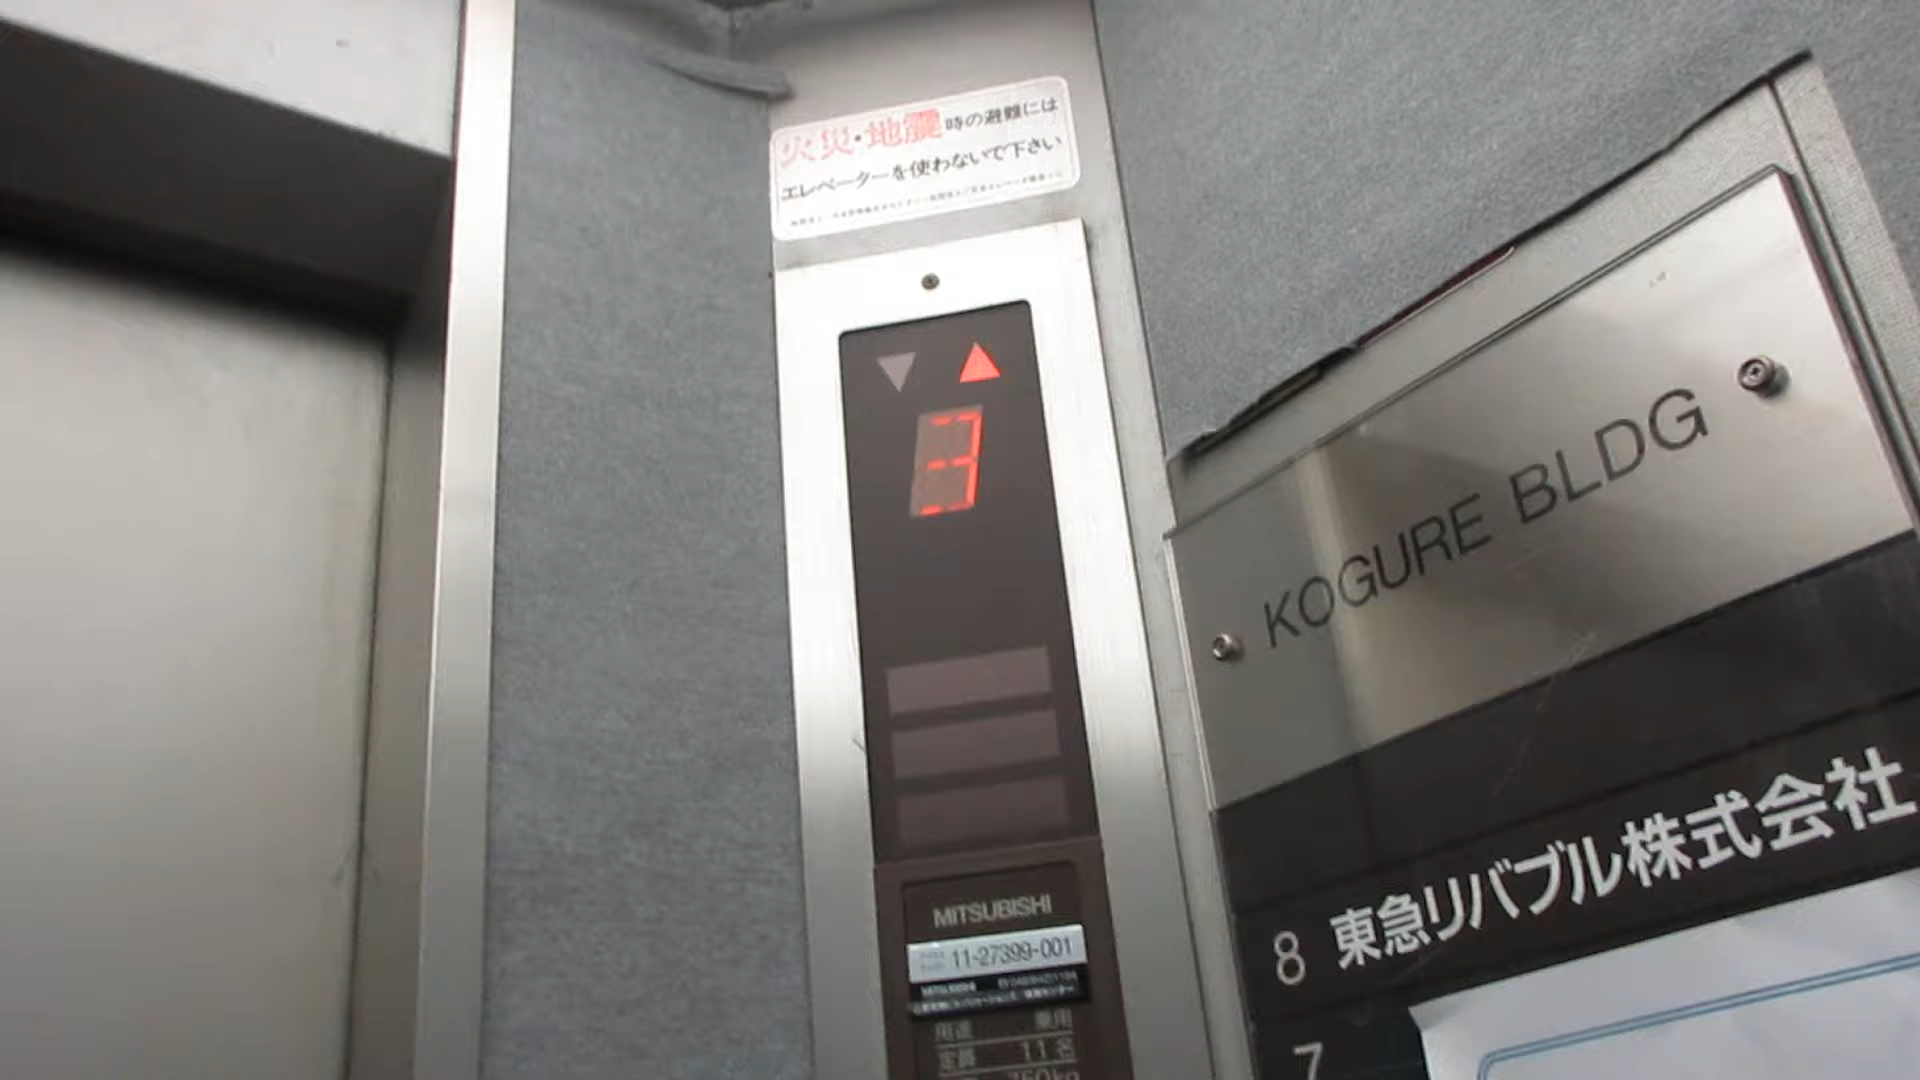 火災・地震時の避難には
エレベーターを使わないで下さい
3
MITSUBISHI
11-27399-001
MITSUBISHI
用途 乗用
定員 11名
750kg
KOGURE BLDG
8 東急リバブル株式会社
7